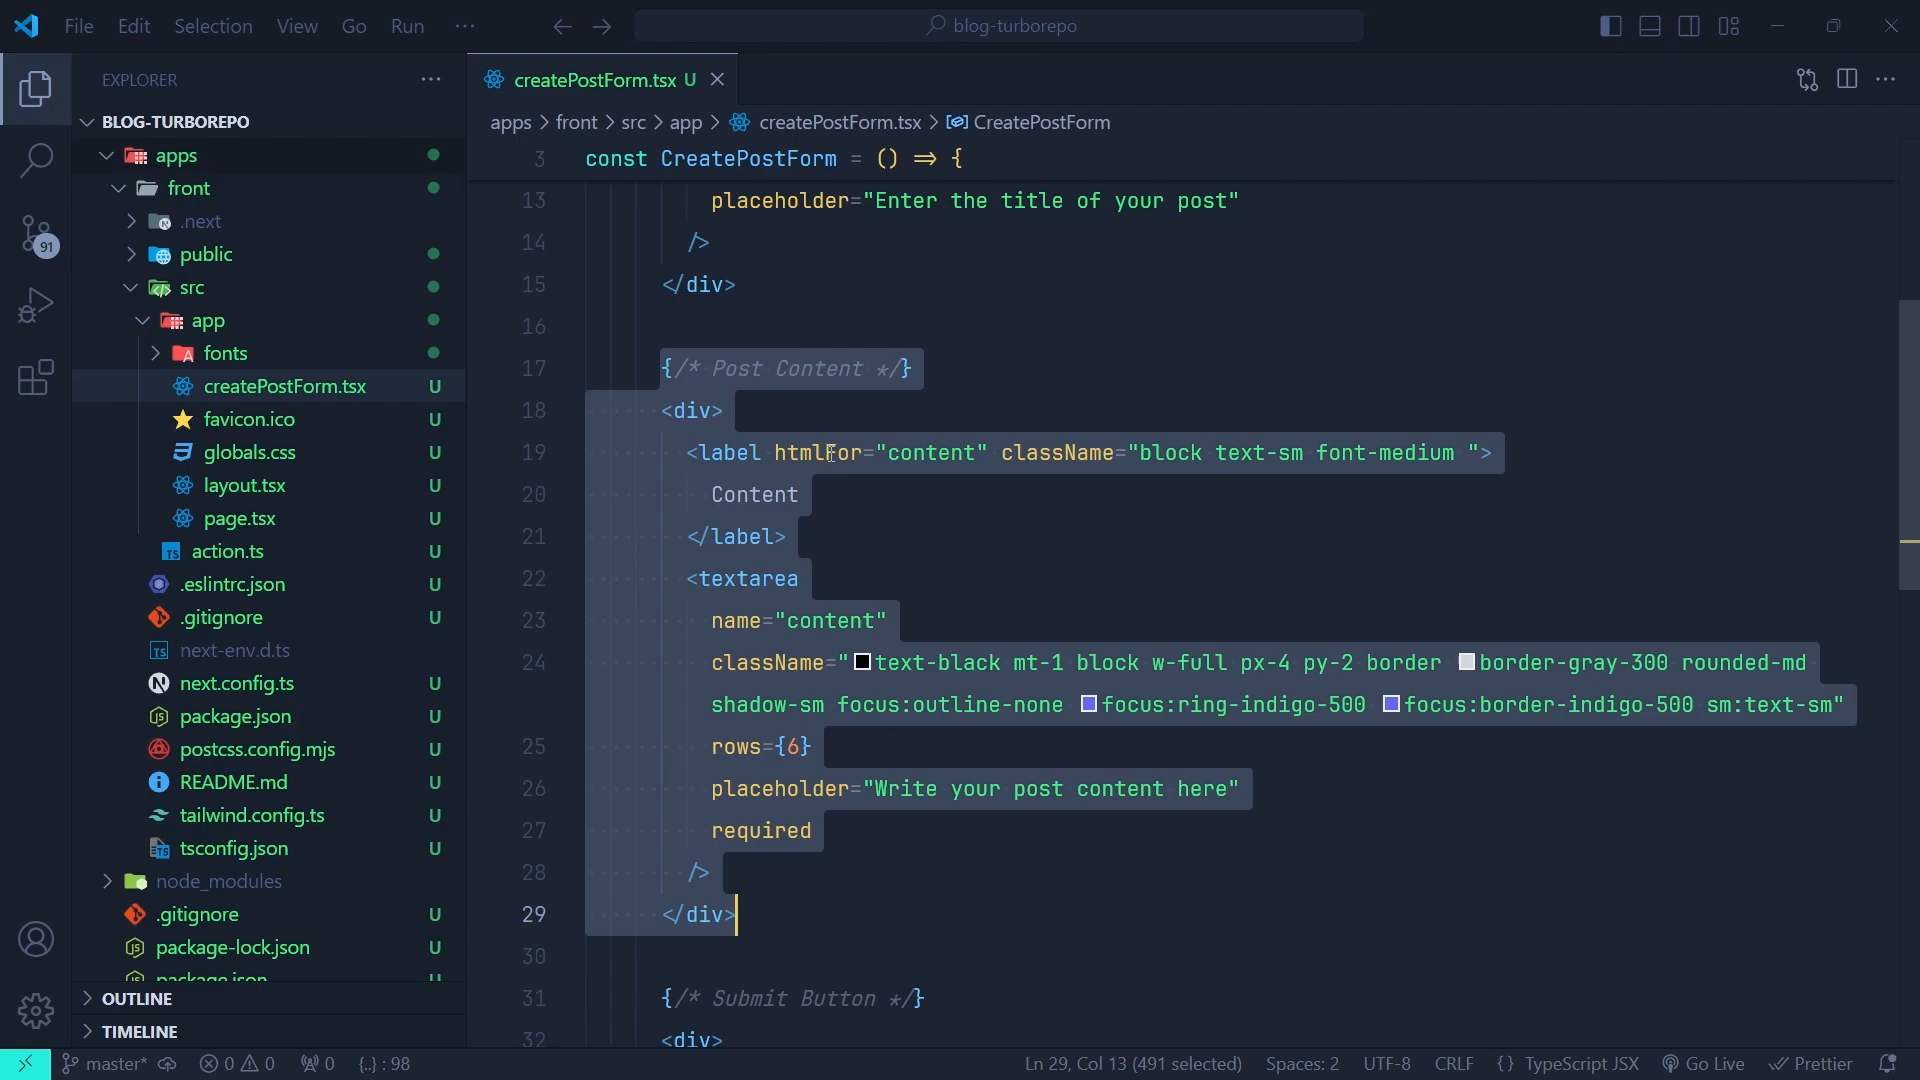 File Edit Selection View Go Run ···
blog-turborepo
EXPLORER
BLOG-TURBOREPO
apps
front
.next
public
src
app
fonts
createPostForm.tsx U
favicon.ico U
globals.css U
layout.tsx U
page.tsx U
action.ts U
.eslintrc.json U
.gitignore U
next-env.d.ts
next.config.ts U
package.json U
postcss.config.mjs U
README.md U
tailwind.config.ts U
tsconfig.json U
node_modules
.gitignore U
package-lock.json U
package.json U
OUTLINE
TIMELINE
91
createPostForm.tsx U
apps > front > src > app > createPostForm.tsx > CreatePostForm
3 const CreatePostForm = () => {
13 placeholder="Enter the title of your post"
14 />
15 </div>
16
17 {/* Post Content */}
18 <div>
19 <label htmlFor="content" className="block text-sm font-medium ">
20 Content
21 </label>
22 <textarea
23 name="content"
24 className="text-black mt-1 block w-full px-4 py-2 border border-gray-300 rounded-md
shadow-sm focus:outline-none focus:ring-indigo-500 focus:border-indigo-500 sm:text-sm"
25 rows={6}
26 placeholder="Write your post content here"
27 required
28 />
29 </div>
30
31 {/* Submit Button */}
32 <div>
master* 0 0 0 {..} : 98 Ln 29, Col 13 (491 selected) Spaces: 2 UTF-8 CRLF {} TypeScript JSX Go Live Prettier